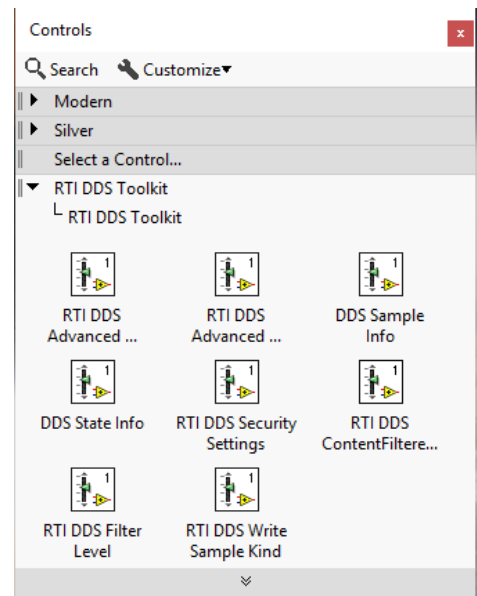 Controls
x
Search Customize
Modern
Silver
Select a Control...
RTI DDS Toolkit
RTI DDS Toolkit
1 1 1
RTI DDS RTI DDS DDS Sample
Advanced ... Advanced ... Info
1 1 1
DDS State Info RTI DDS Security RTI DDS
Settings ContentFiltere...
1 1
RTI DDS Filter RTI DDS Write
Level Sample Kind